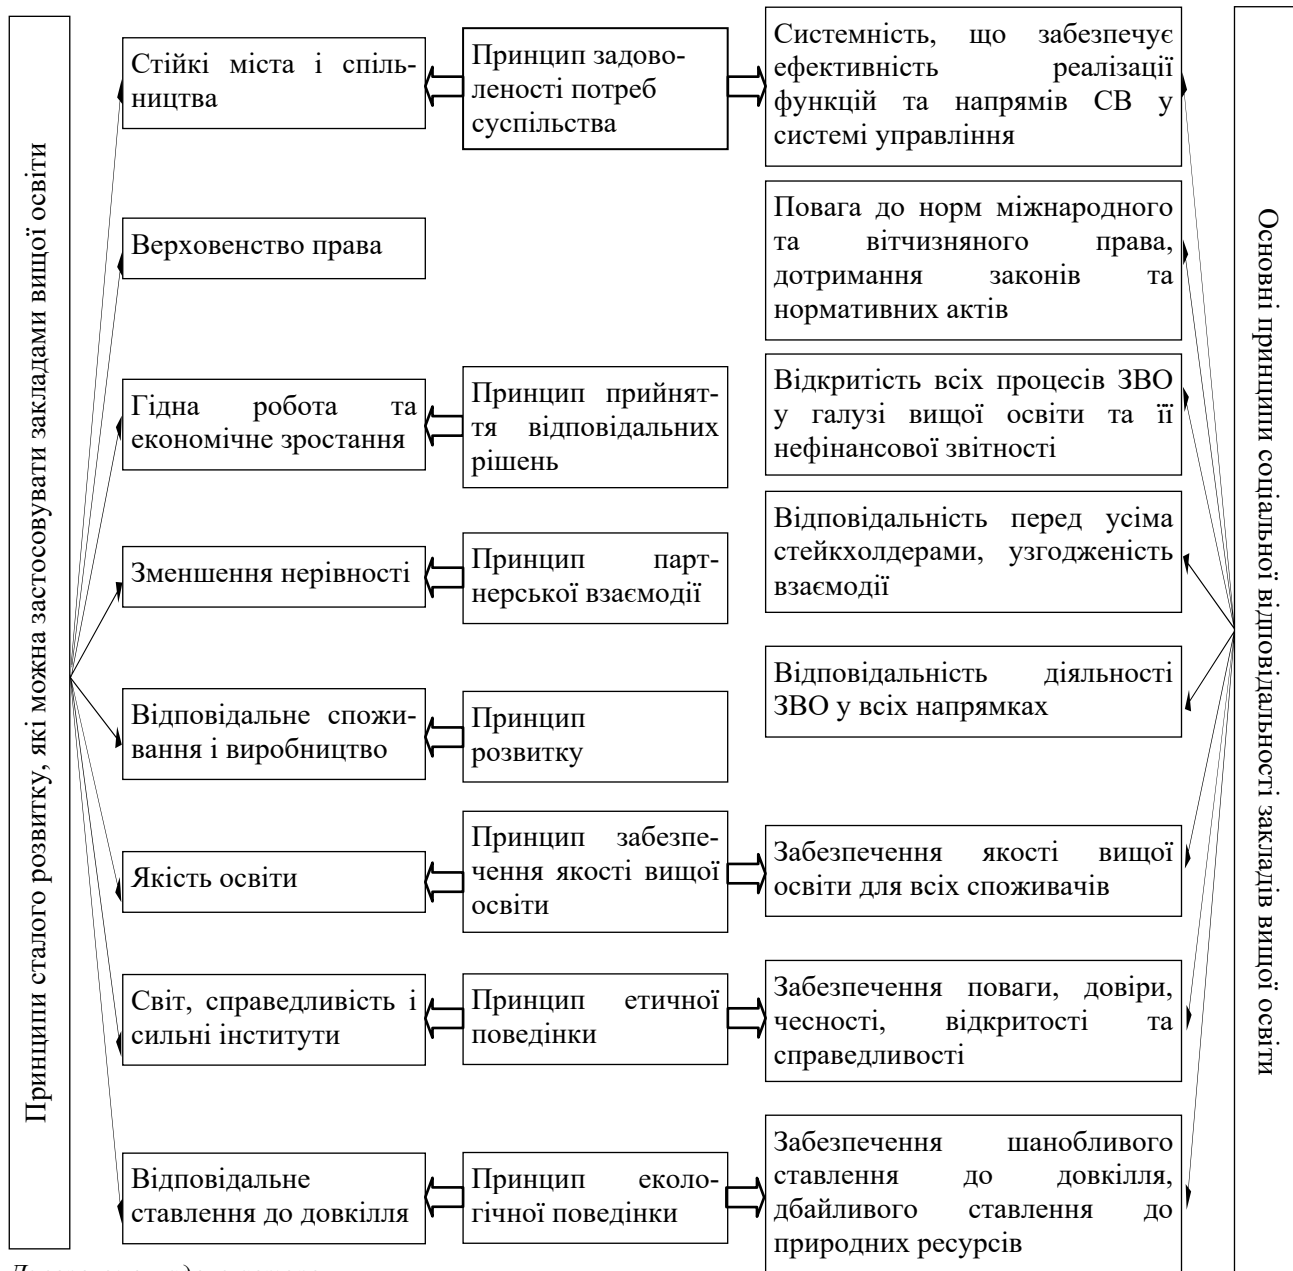 Принципи сталого розвитку, які можна застосовувати закладами вищої освіти
Стійкі міста і спіль-
ництва
Принцип задово-
леності потреб
суспільства
Системність, що забезпечує
ефективність реалізації
функцій та напрямів СВ у
системі управління
Верховенство права
Повага до норм міжнародного
та вітчизняного права,
дотримання законів та
нормативних актів
Гідна робота та
економічне зростання
Принцип прийнят-
тя відповідальних
рішень
Відкритість всіх процесів ЗВО
у галузі вищої освіти та її
нефінансової звітності
Зменшення нерівності
Принцип парт-
нерської взаємодії
Відповідальність перед усіма
стейкхолдерами, узгодженість
взаємодії
Відповідальне спожи-
вання і виробництво
Принцип
розвитку
Відповідальність діяльності
ЗВО у всіх напрямках
Якість освіти
Принцип забезпе-
чення якості вищої
освіти
Забезпечення якості вищої
освіти для всіх споживачів
Світ, справедливість і
сильні інститути
Принцип етичної
поведінки
Забезпечення поваги, довіри,
чесності, відкритості та
справедливості
Відповідальне
ставлення до довкілля
Принцип еколо-
гічної поведінки
Забезпечення шанобливого
ставлення до довкілля,
дбайливого ставлення до
природних ресурсів
Основні принципи соціальної відповідальності закладів вищої освіти